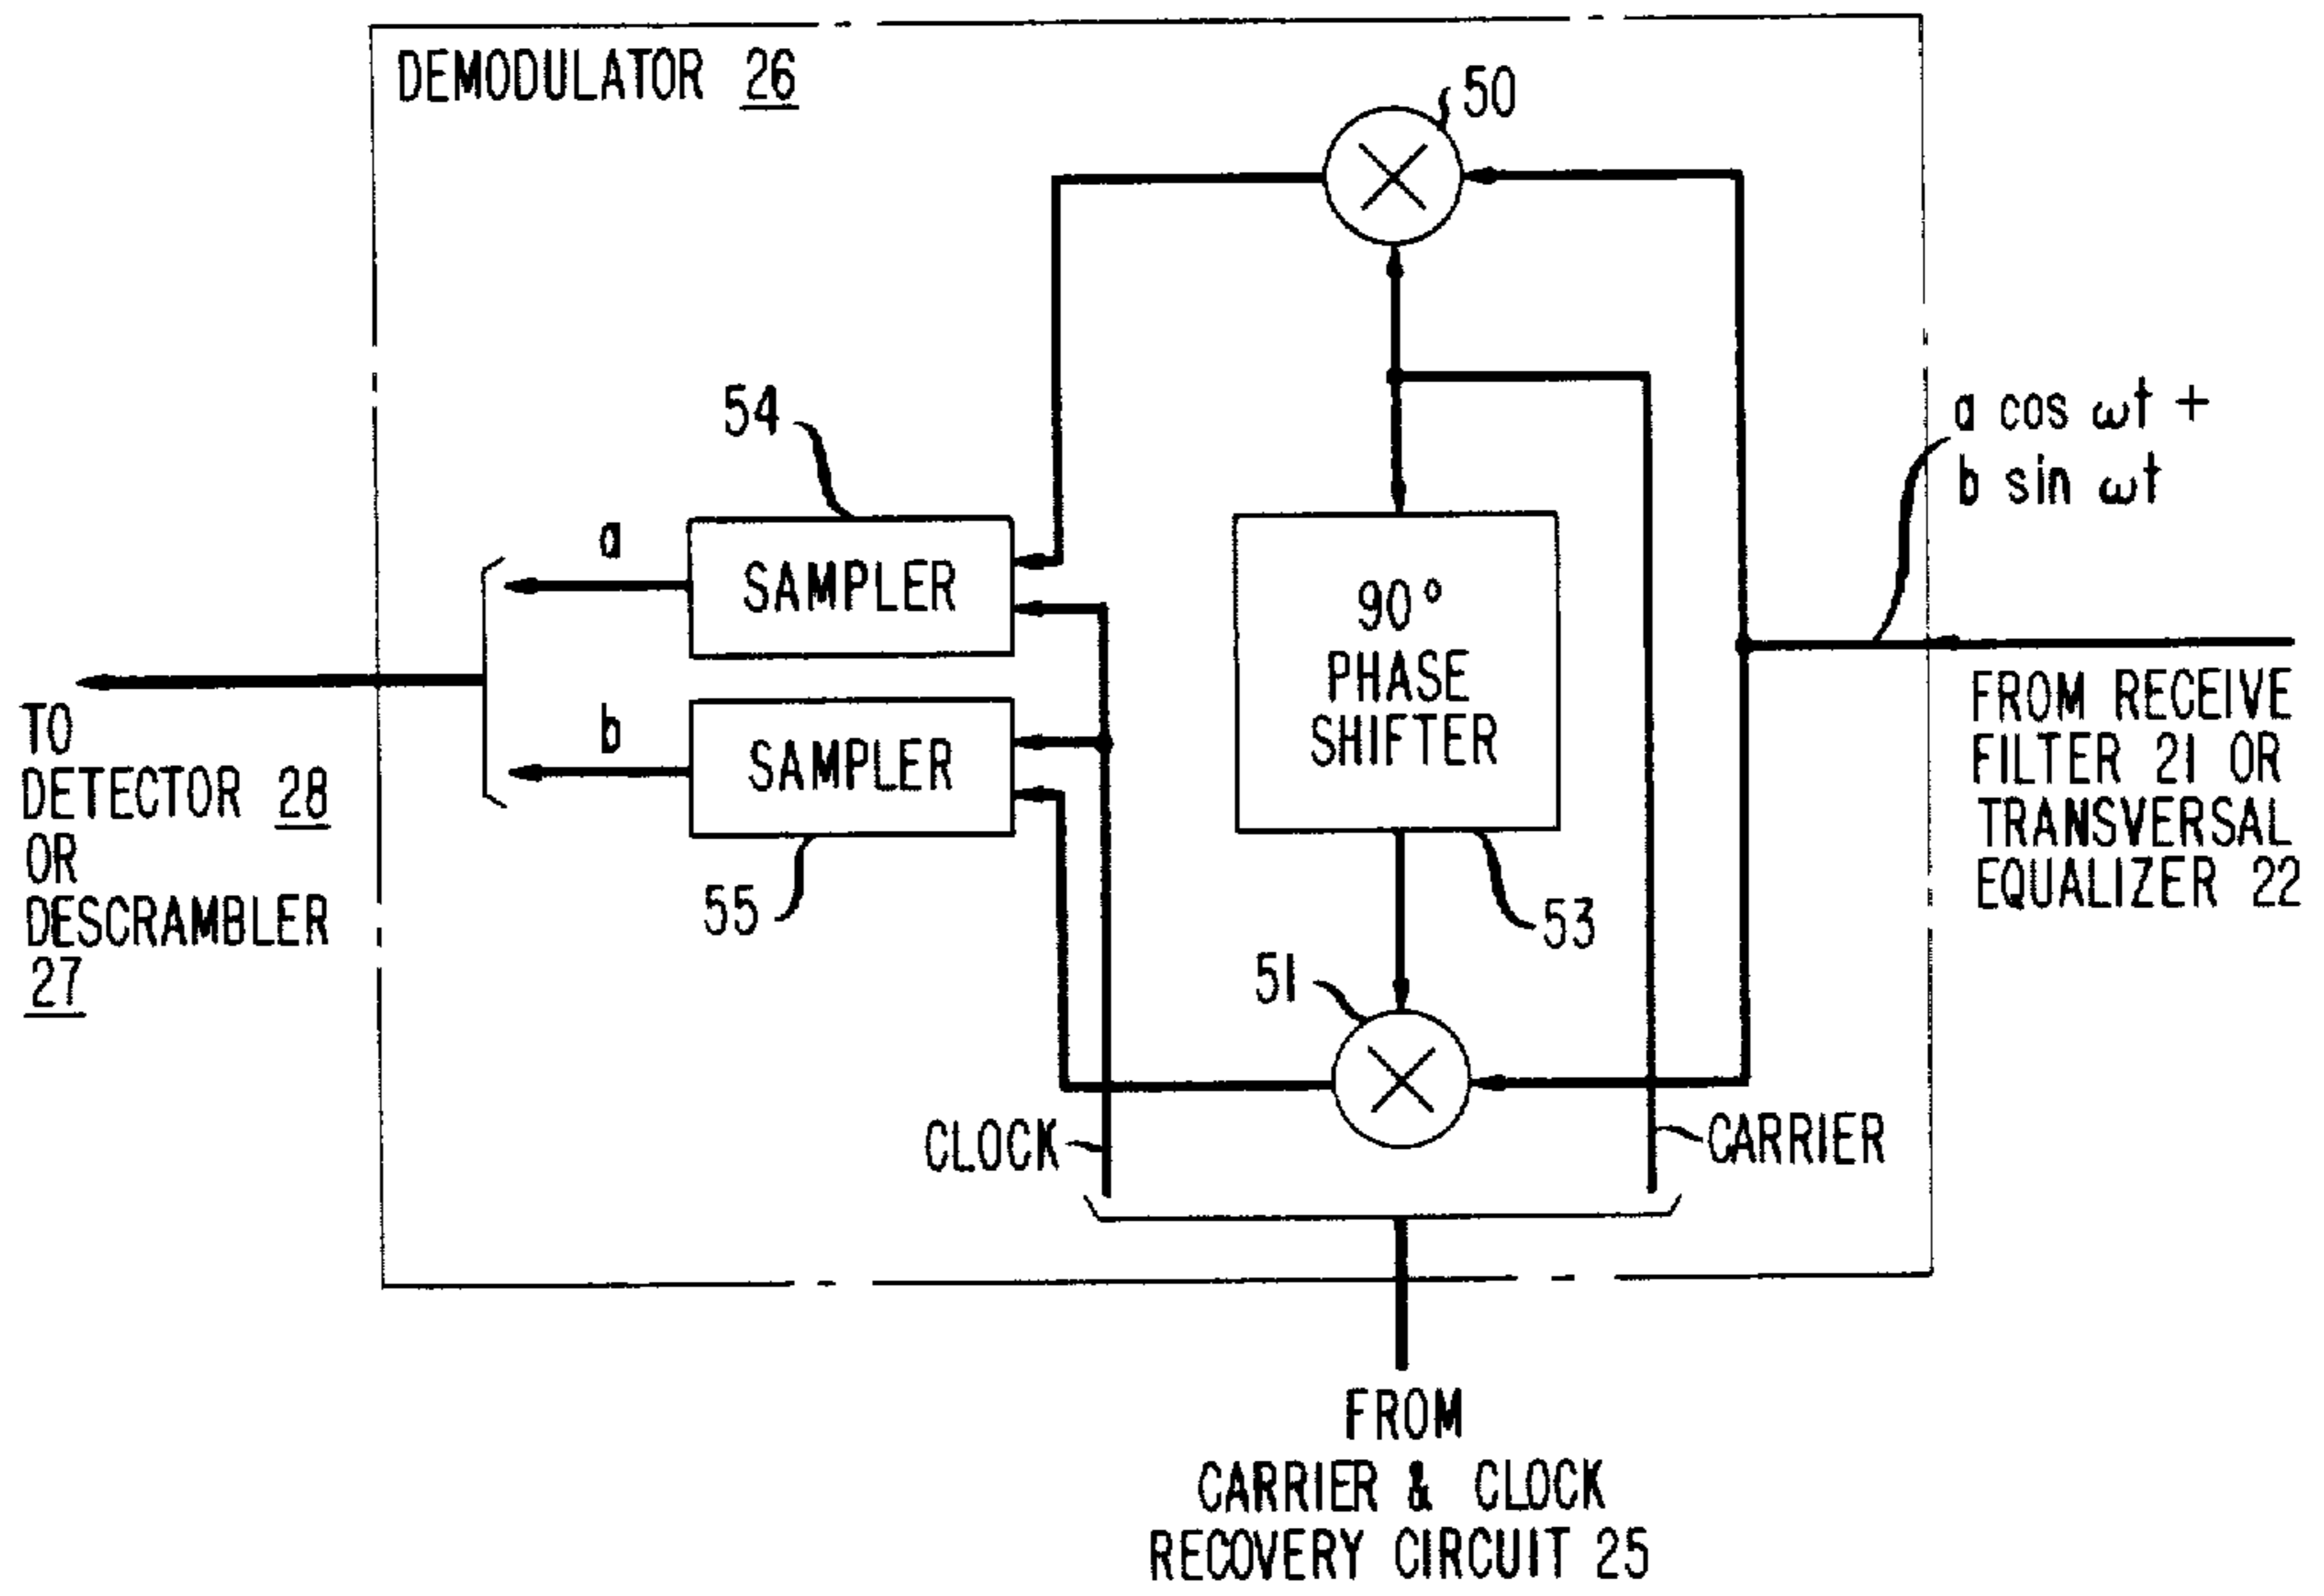 DEMODULATOR 26
50
54
a cos ωt +
b sin ωt
a
SAMPLER
90°
PHASE
SHIFTER
FROM RECEIVE
FILTER 21 OR
TRANSVERSAL
EQUALIZER 22
b
SAMPLER
TO
DETECTOR 28
OR
DESCRAMBLER
27
55
53
51
CLOCK
CARRIER
FROM
CARRIER & CLOCK
RECOVERY CIRCUIT 25